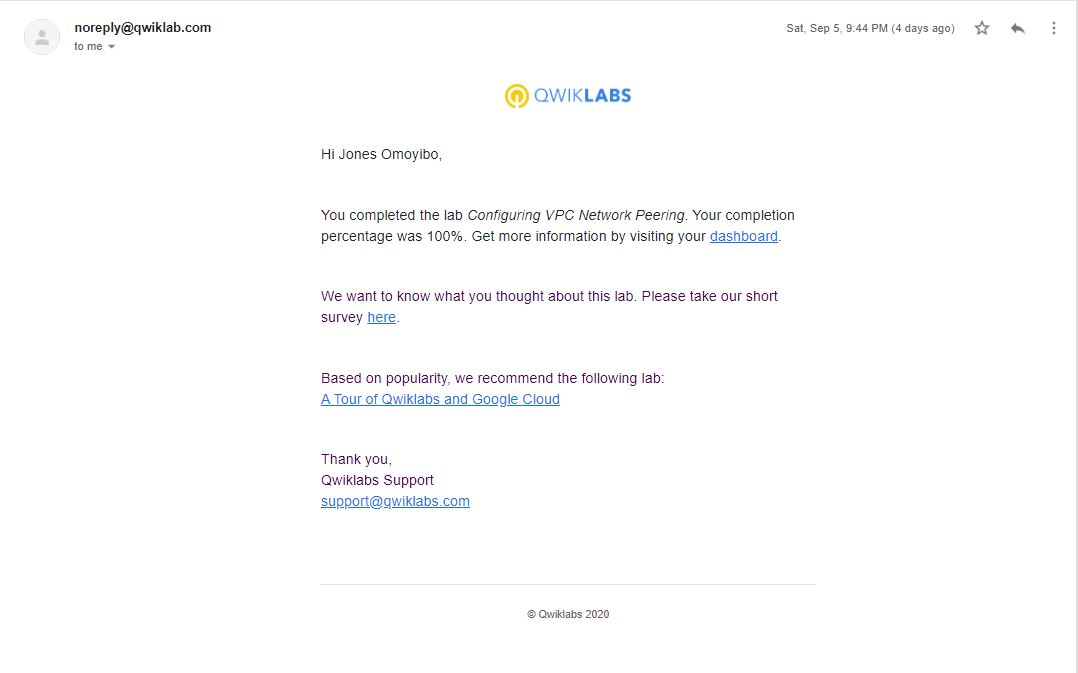 noreply@qwiklab.com
Sat, Sep 5, 9:44 PM (4 days ago)
to me
QWIKLABS
Hi Jones Omoyibo,
You completed the lab Configuring VPC Network Peering. Your completion
percentage was 100%. Get more information by visiting your dashboard.
We want to know what you thought about this lab. Please take our short
survey here.
Based on popularity, we recommend the following lab:
A Tour of Qwiklabs and Google Cloud
Thank you,
Qwiklabs Support
support@qwiklabs.com
© Qwiklabs 2020